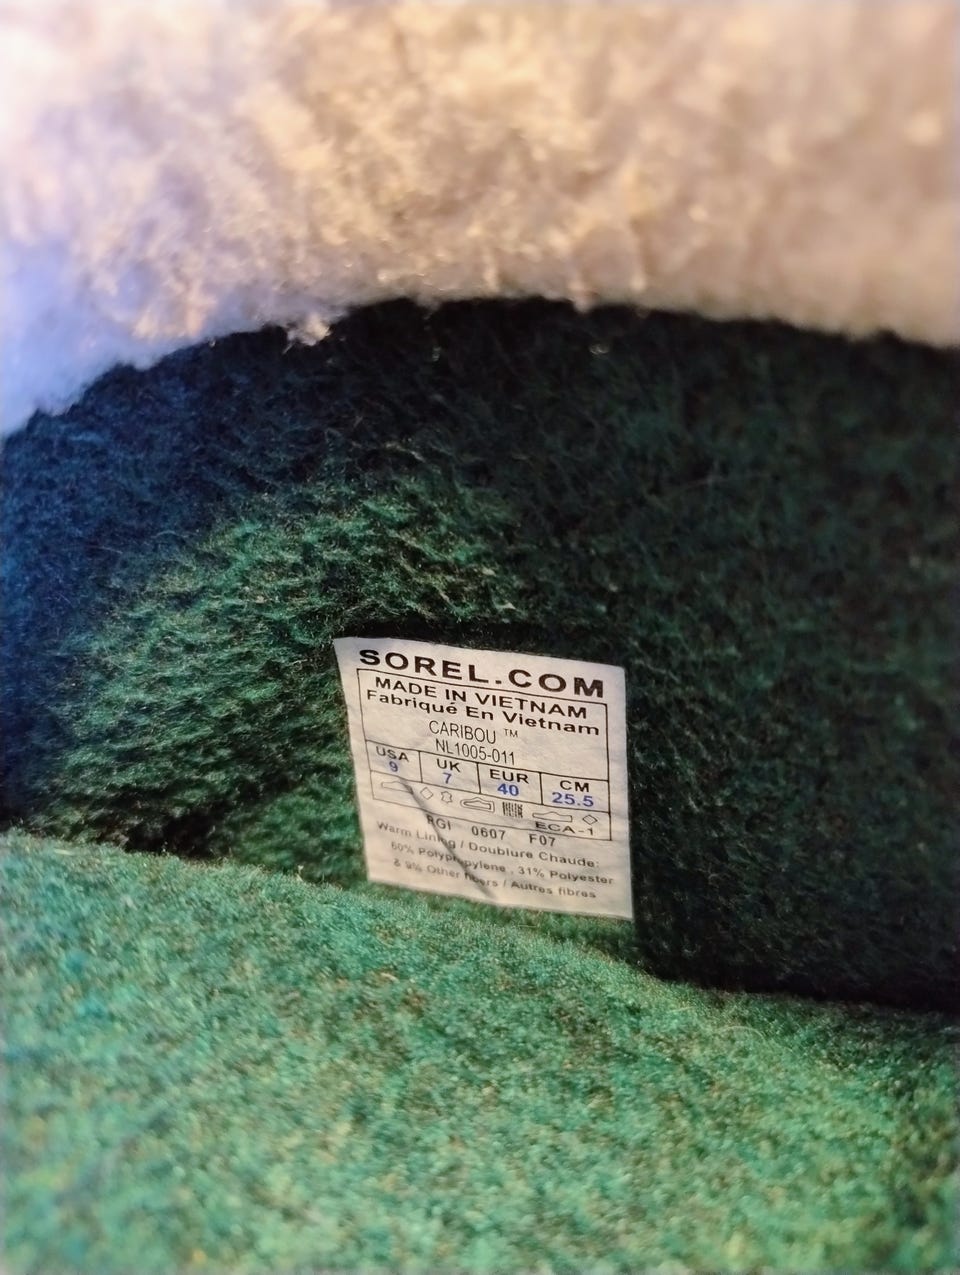 SOREL.COM
MADE IN VIETNAM
Fabriqué En Vietnam
CARIBOU ™
NL1005-011
USA UK EUR CM
9 7 40 25.5
ECA-1
RGI 0607 F07
Warm Lining / Doublure Chaude:
60% Polypropylene , 31% Polyester
& 9% Other fibers / Autres fibres